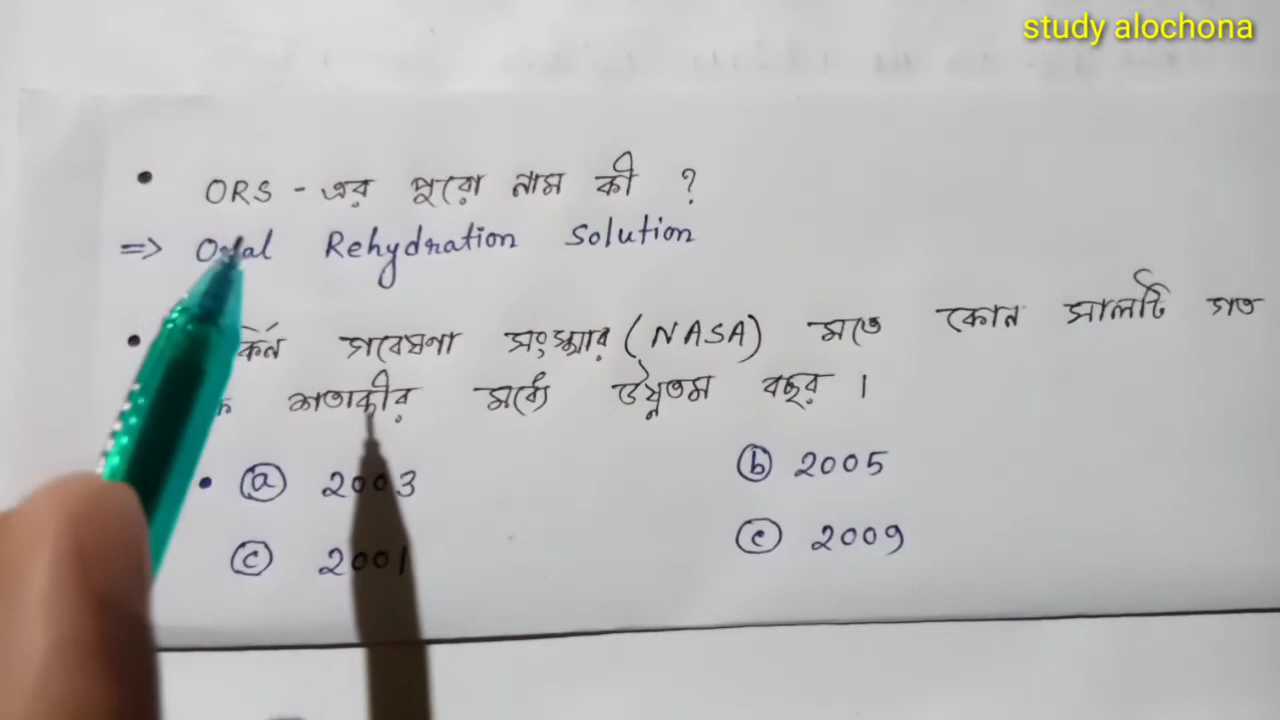 study alochona
• ORS - এর পুরো নাম কী ?
=> Oral Rehydration Solution
• গবেষণা সংস্থার (NASA) মতে কোন সালটি গত
শতাব্দীর মধ্যে উষ্ণতম বছর ।
• ⓐ 2003 ⓑ 2005
ⓒ 2001 ⓒ 2009